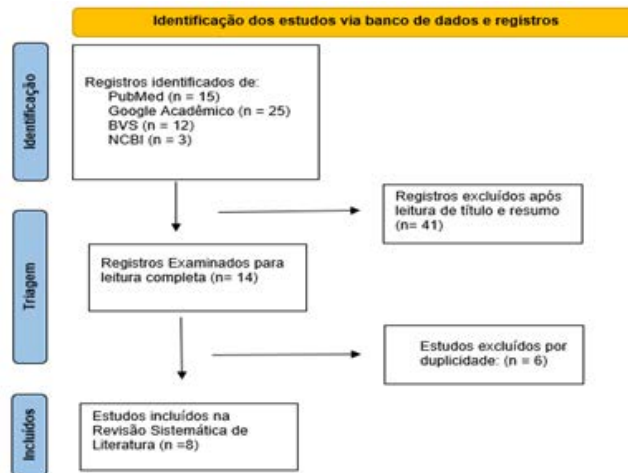 Identificação dos estudos via banco de dados e registros
Identificação
Registros identificados de:
PubMed (n = 15)
Google Acadêmico (n = 25)
BVS (n = 12)
NCBI (n = 3)
Registros excluídos após
leitura de título e resumo
(n= 41)
Triagem
Registros Examinados para
leitura completa (n= 14)
Estudos excluídos por
duplicidade: (n = 6)
Incluídos
Estudos incluídos na
Revisão Sistemática de
Literatura (n =8)